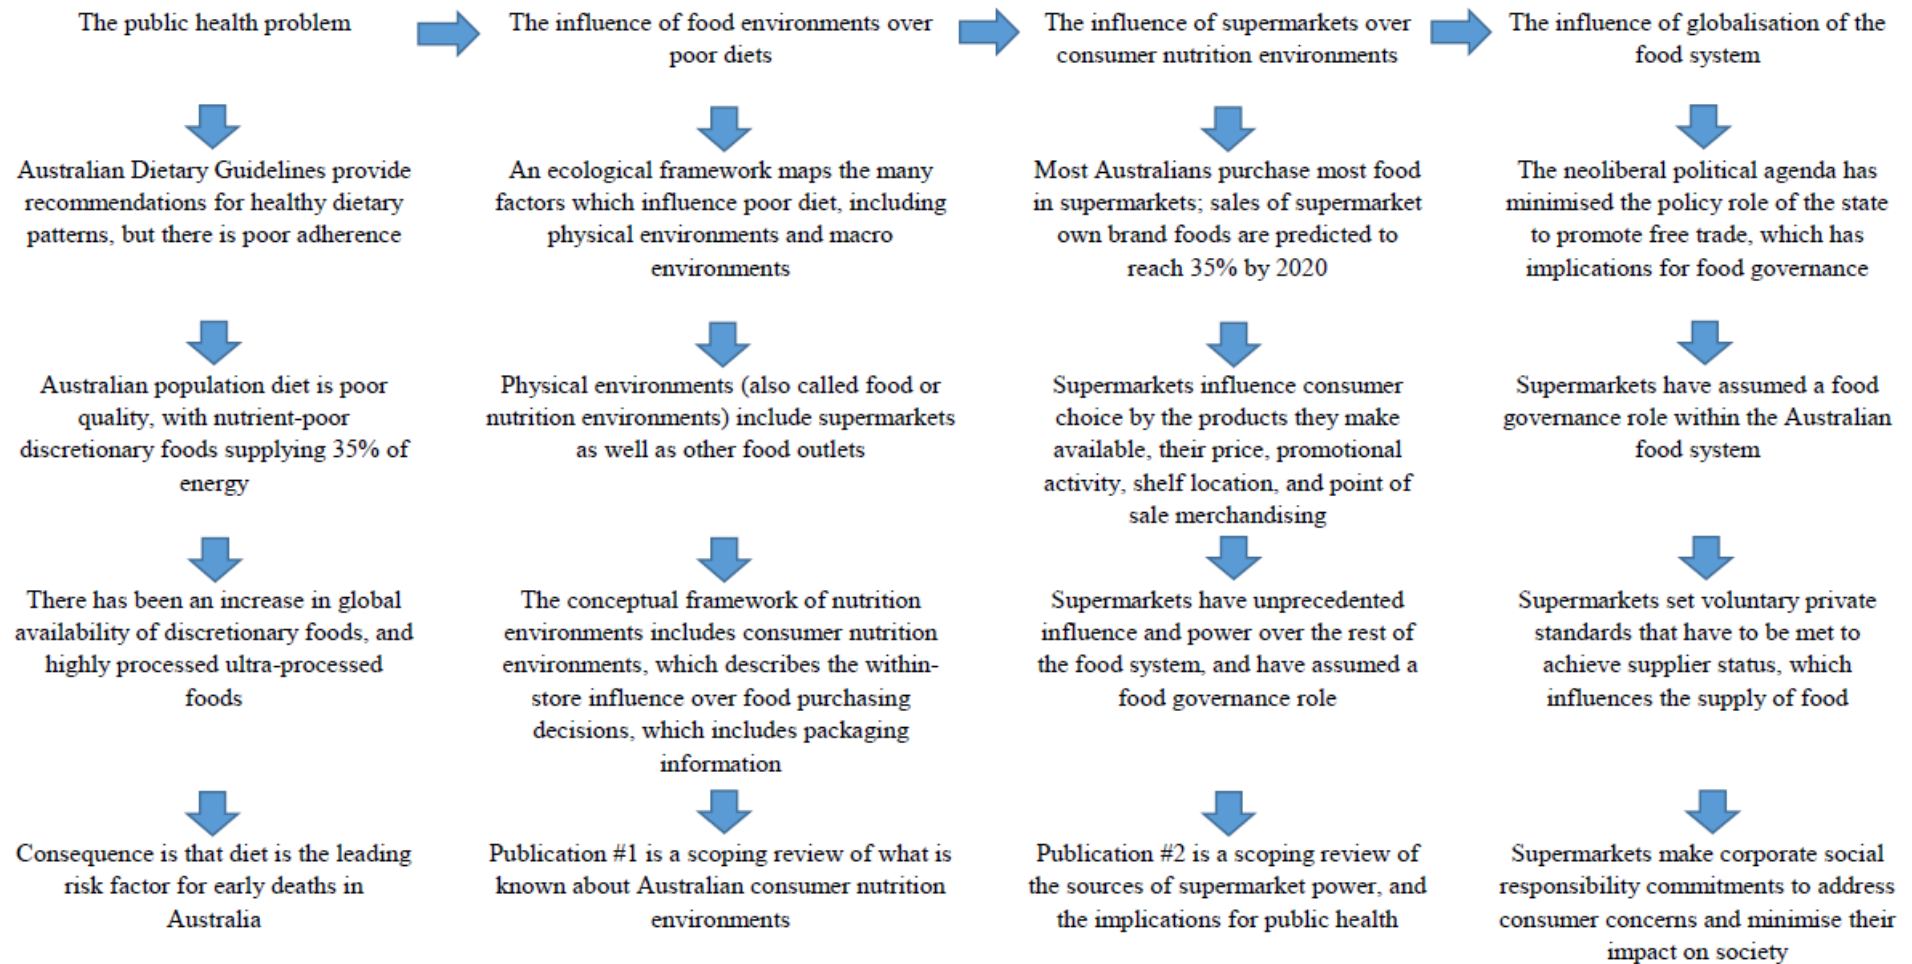 The public health problem
Australian Dietary Guidelines provide
recommendations for healthy dietary
patterns, but there is poor adherence
Australian population diet is poor
quality, with nutrient-poor
discretionary foods supplying 35% of
energy
There has been an increase in global
availability of discretionary foods, and
highly processed ultra-processed
foods
Consequence is that diet is the leading
risk factor for early deaths in
Australia
The influence of food environments over
poor diets
An ecological framework maps the many
factors which influence poor diet, including
physical environments and macro
environments
Physical environments (also called food or
nutrition environments) include supermarkets
as well as other food outlets
The conceptual framework of nutrition
environments includes consumer nutrition
environments, which describes the within-
store influence over food purchasing
decisions, which includes packaging
information
Publication #1 is a scoping review of what is
known about Australian consumer nutrition
environments
The influence of supermarkets over
consumer nutrition environments
Most Australians purchase most food
in supermarkets; sales of supermarket
own brand foods are predicted to
reach 35% by 2020
Supermarkets influence consumer
choice by the products they make
available, their price, promotional
activity, shelf location, and point of
sale merchandising
Supermarkets have unprecedented
influence and power over the rest of
the food system, and have assumed a
food governance role
Publication #2 is a scoping review of
the sources of supermarket power, and
the implications for public health
The influence of globalisation of the
food system
The neoliberal political agenda has
minimised the policy role of the state
to promote free trade, which has
implications for food governance
Supermarkets have assumed a food
governance role within the Australian
food system
Supermarkets set voluntary private
standards that have to be met to
achieve supplier status, which
influences the supply of food
Supermarkets make corporate social
responsibility commitments to address
consumer concerns and minimise their
impact on society